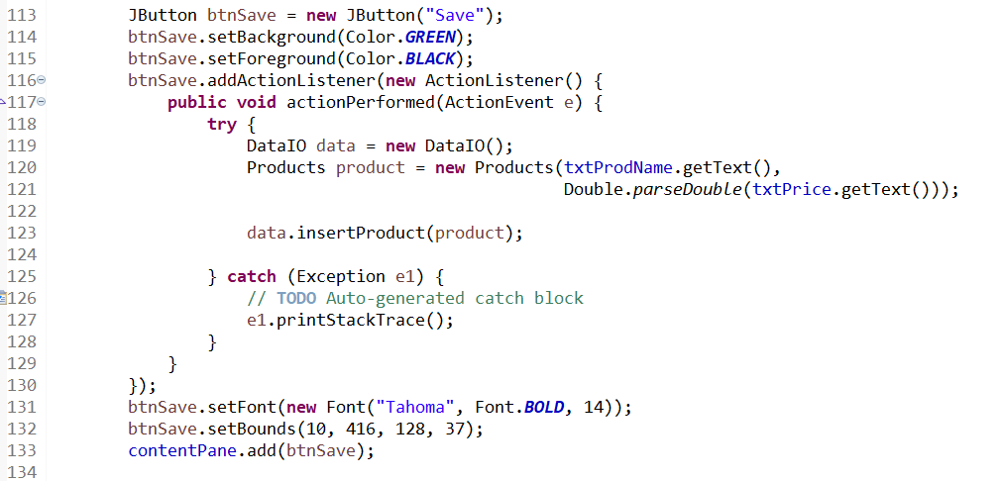 113 JButton btnSave = new JButton("Save");
114 btnSave.setBackground(Color.GREEN);
115 btnSave.setForeground(Color.BLACK);
116 btnSave.addActionListener(new ActionListener() {
117 public void actionPerformed(ActionEvent e) {
118 try {
119 DataIO data = new DataIO();
120 Products product = new Products(txtProdName.getText(),
121 Double.parseDouble(txtPrice.getText()));
122
123 data.insertProduct(product);
124
125 } catch (Exception e1) {
126 // TODO Auto-generated catch block
127 e1.printStackTrace();
128 }
129 }
130 });
131 btnSave.setFont(new Font("Tahoma", Font.BOLD, 14));
132 btnSave.setBounds(10, 416, 128, 37);
133 contentPane.add(btnSave);
134